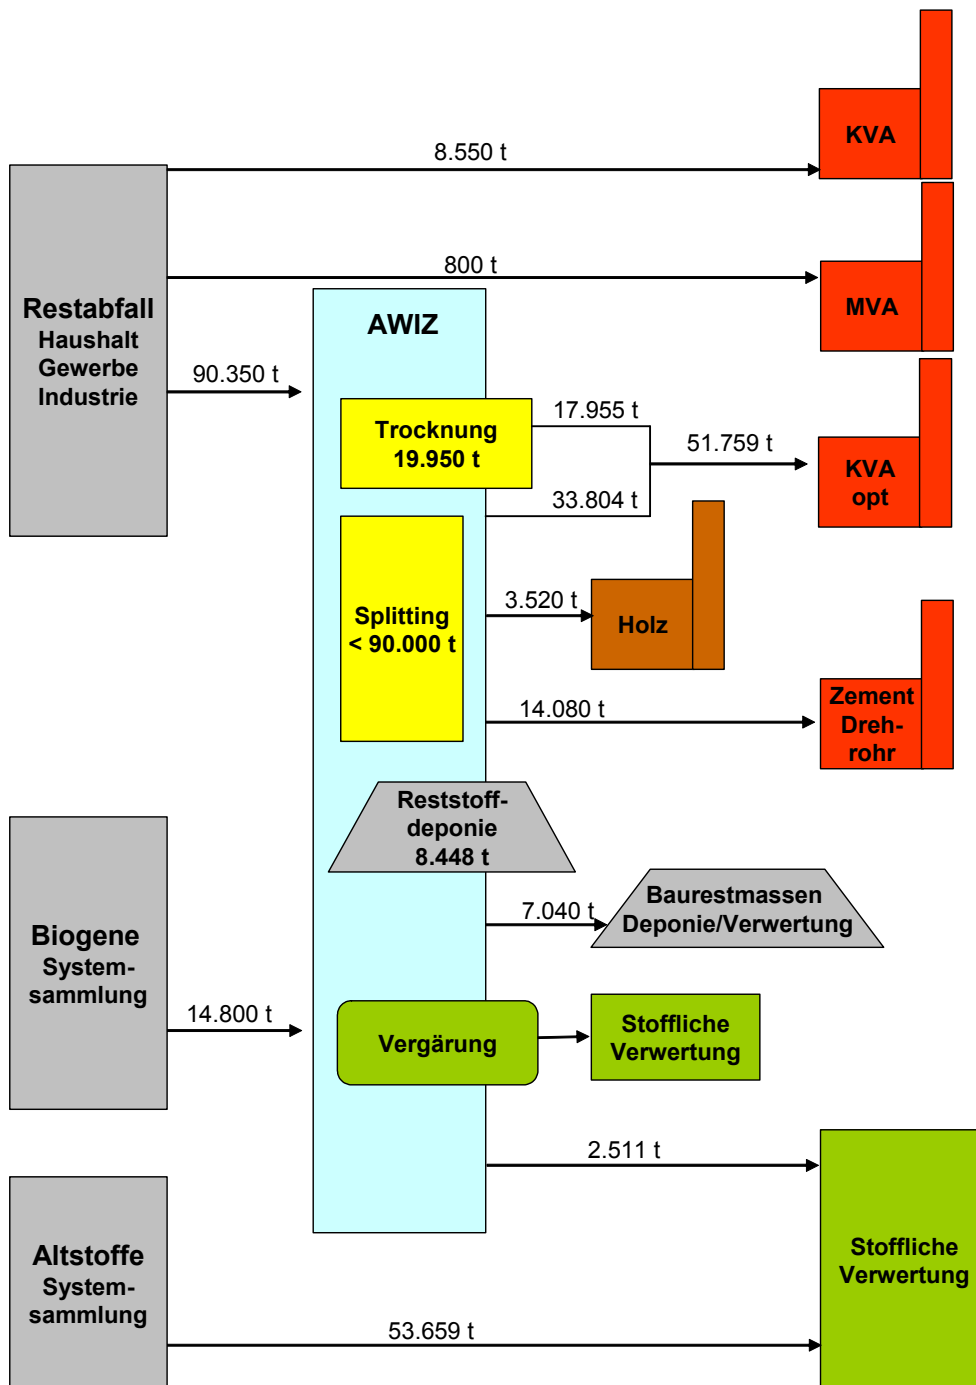 KVA
8.550 t
800 t
MVA
Restabfall
Haushalt
Gewerbe
Industrie
90.350 t
AWIZ
Trocknung
19.950 t
17.955 t
51.759 t
33.804 t
KVA
opt
Splitting
< 90.000 t
3.520 t
Holz
14.080 t
Zement
Dreh-
rohr
Reststoff-
deponie
8.448 t
7.040 t
Baurestmassen
Deponie/Verwertung
Biogene
System-
sammlung
14.800 t
Vergärung
Stoffliche
Verwertung
2.511 t
Altstoffe
System-
sammlung
53.659 t
Stoffliche
Verwertung